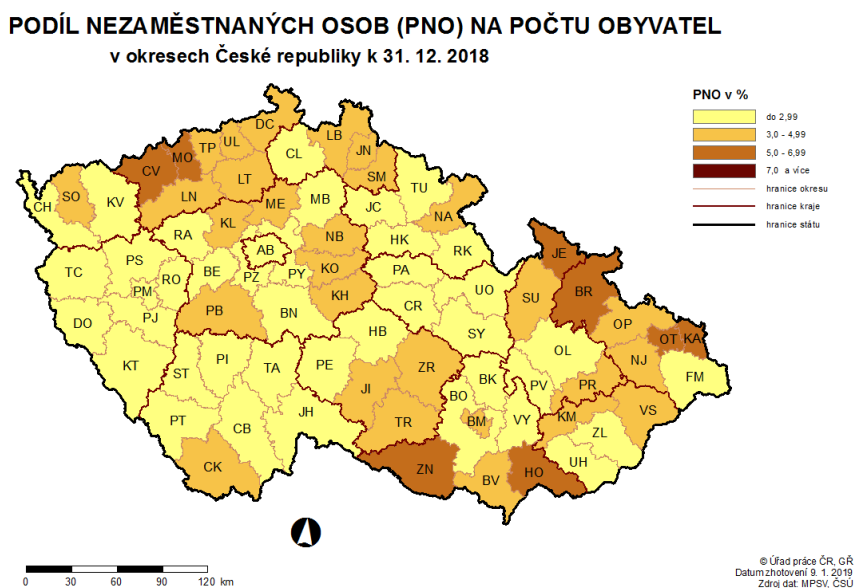 PODÍL NEZAMĚSTNANÝCH OSOB (PNO) NA POČTU OBYVATEL
v okresech České republiky k 31. 12. 2018
PNO v %
do 2,99
3,0 - 4,99
5,0 - 6,99
7,0 a více
hranice okresu
hranice kraje
hranice státu
DC
LB
UL
TP
JN
MO
CL
CV
LT
SM
TU
SO
KV
LN
ME
MB
CH
JC
NA
KL
RA
NB
HK
AB
RK
JE
TC
PS
BE
KO
PA
RO
PZ
PY
UO
BR
PM
KH
SU
CR
PB
BN
PJ
DO
OP
HB
SY
OT
KA
OL
KT
ST
PI
TA
PE
ZR
NJ
FM
BK
PV
PR
JI
BO
VS
JH
KM
PT
CB
TR
BM
VY
ZL
UH
CK
ZN
HO
BV
0 30 60 90 120 km
© Úřad práce ČR, GŘ
Datum zhotovení 9. 1. 2019
Zdroj dat: MPSV, ČSÚ